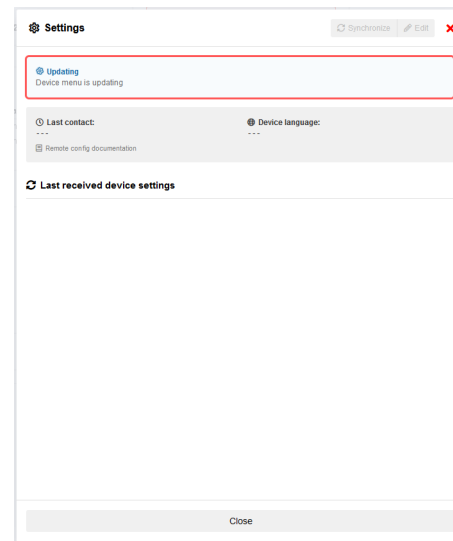 Settings
Synchronize
Edit
Updating
Device menu is updating
Last contact:
Device language:
---
---
Remote config documentation
Last received device settings
Close